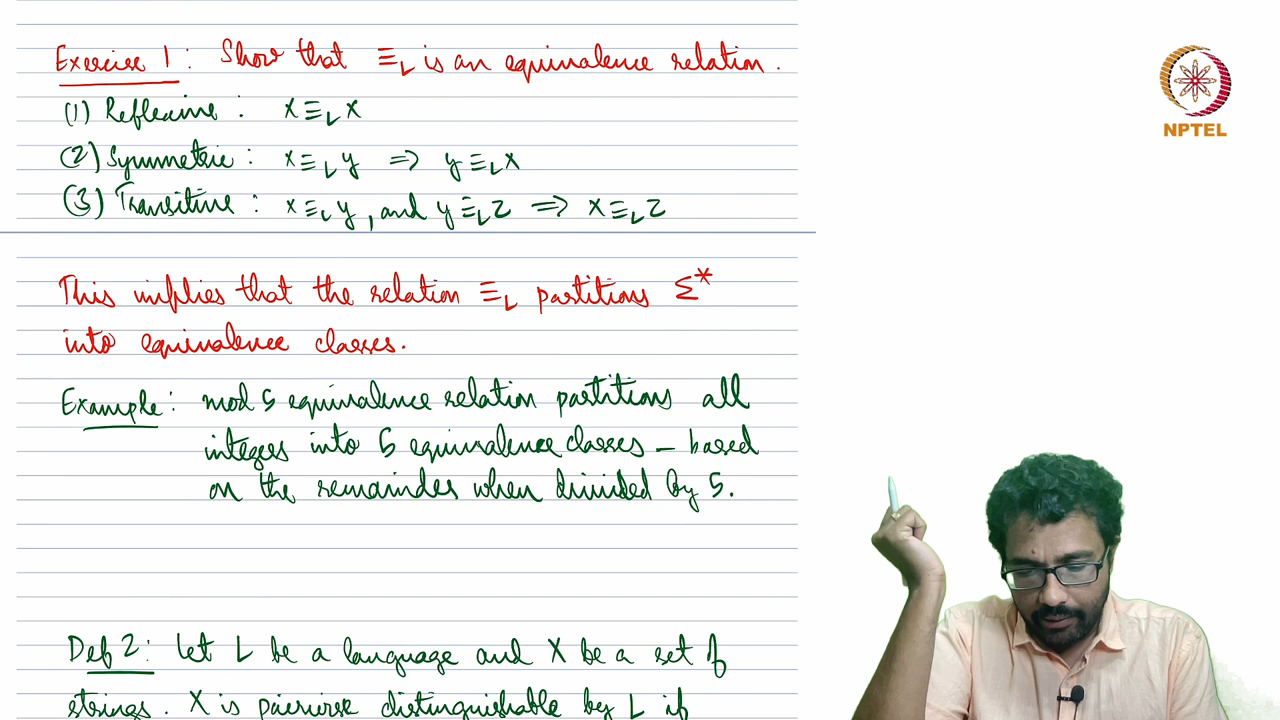 Exercise 1: Show that ≡L is an equivalence relation.
(1) Reflexive: x ≡L x
(2) Symmetric: x ≡L y ⇒ y ≡L x
(3) Transitive: x ≡L y, and y ≡L z ⇒ x ≡L z
This implies that the relation ≡L partitions Σ*
into equivalence classes.
Example: mod 5 equivalence relation partitions all
integers into 5 equivalence classes – based
on the remainder when divided by 5.
Def 2: Let L be a language and X be a set of
strings. X is pairwise distinguishable by L if
NPTEL